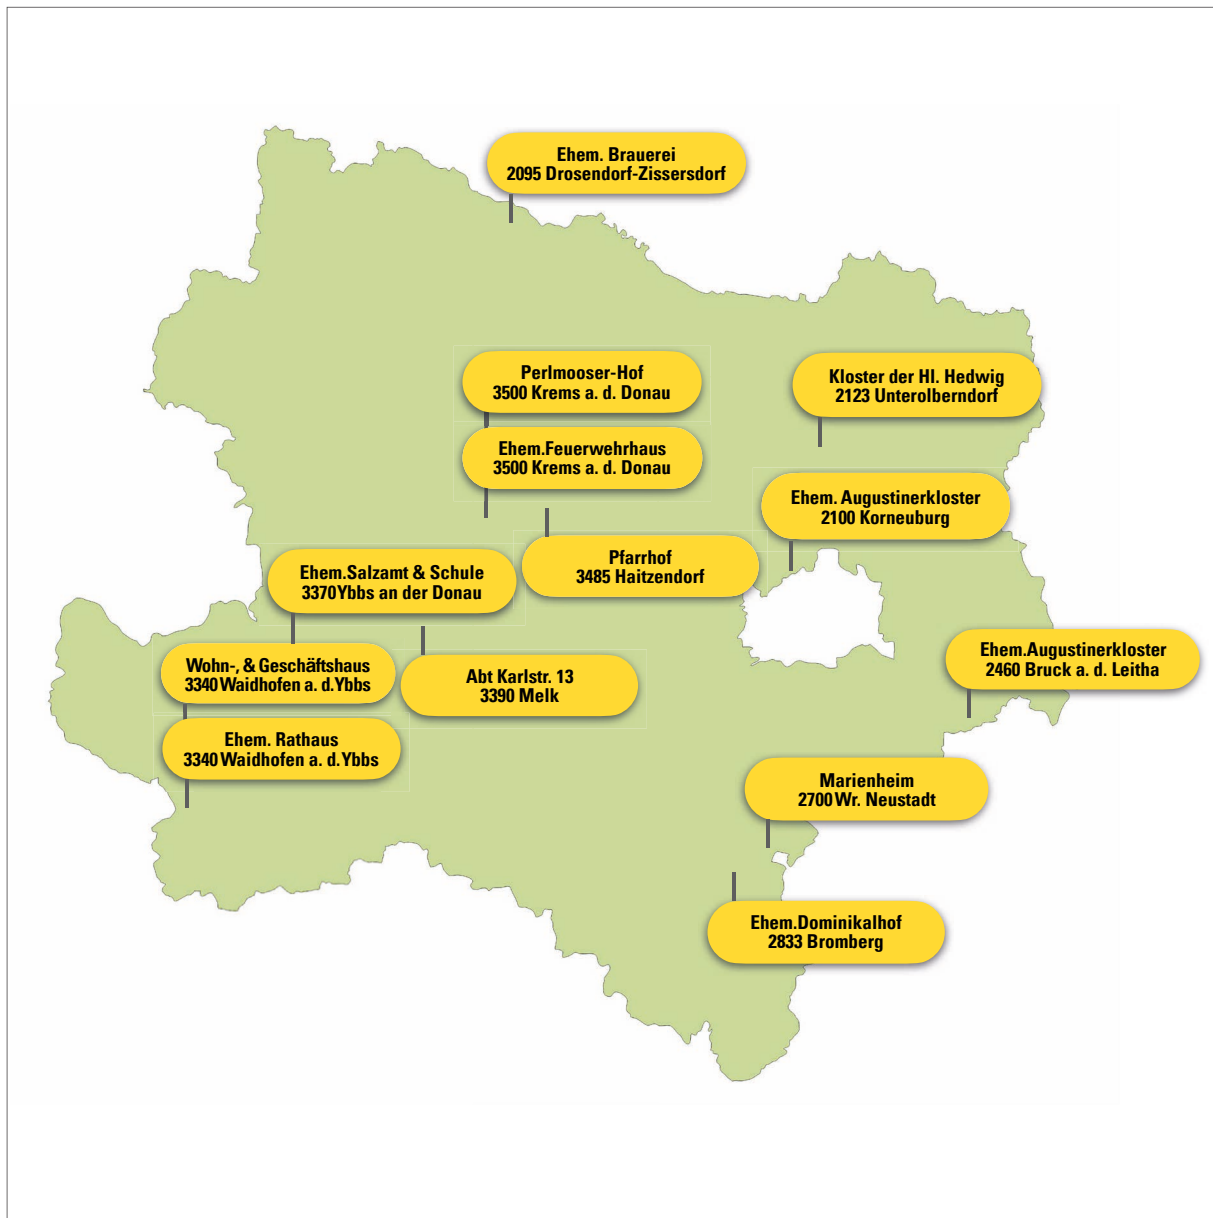 Ehem. Brauerei
2095 Drosendorf-Zissersdorf
Perlmooser-Hof
3500 Krems a. d. Donau
Kloster der Hl. Hedwig
2123 Unterolberndorf
Ehem.Feuerwehrhaus
3500 Krems a. d. Donau
Ehem. Augustinerkloster
2100 Korneuburg
Pfarrhof
3485 Haitzendorf
Ehem.Salzamt & Schule
3370 Ybbs an der Donau
Ehem.Augustinerkloster
2460 Bruck a. d. Leitha
Wohn-, & Geschäftshaus
3340 Waidhofen a. d. Ybbs
Abt Karlstr. 13
3390 Melk
Ehem. Rathaus
3340 Waidhofen a. d. Ybbs
Marienheim
2700 Wr. Neustadt
Ehem.Dominikalhof
2833 Bromberg